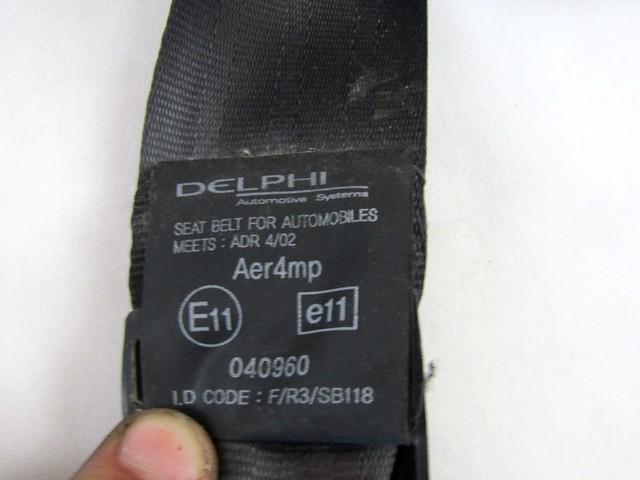 DELPHI
Automotive Systems
SEAT BELT FOR AUTOMOBILES
MEETS : ADR 4/02
Aer4mp
E11 e11
040960
I.D CODE : F/R3/SB118